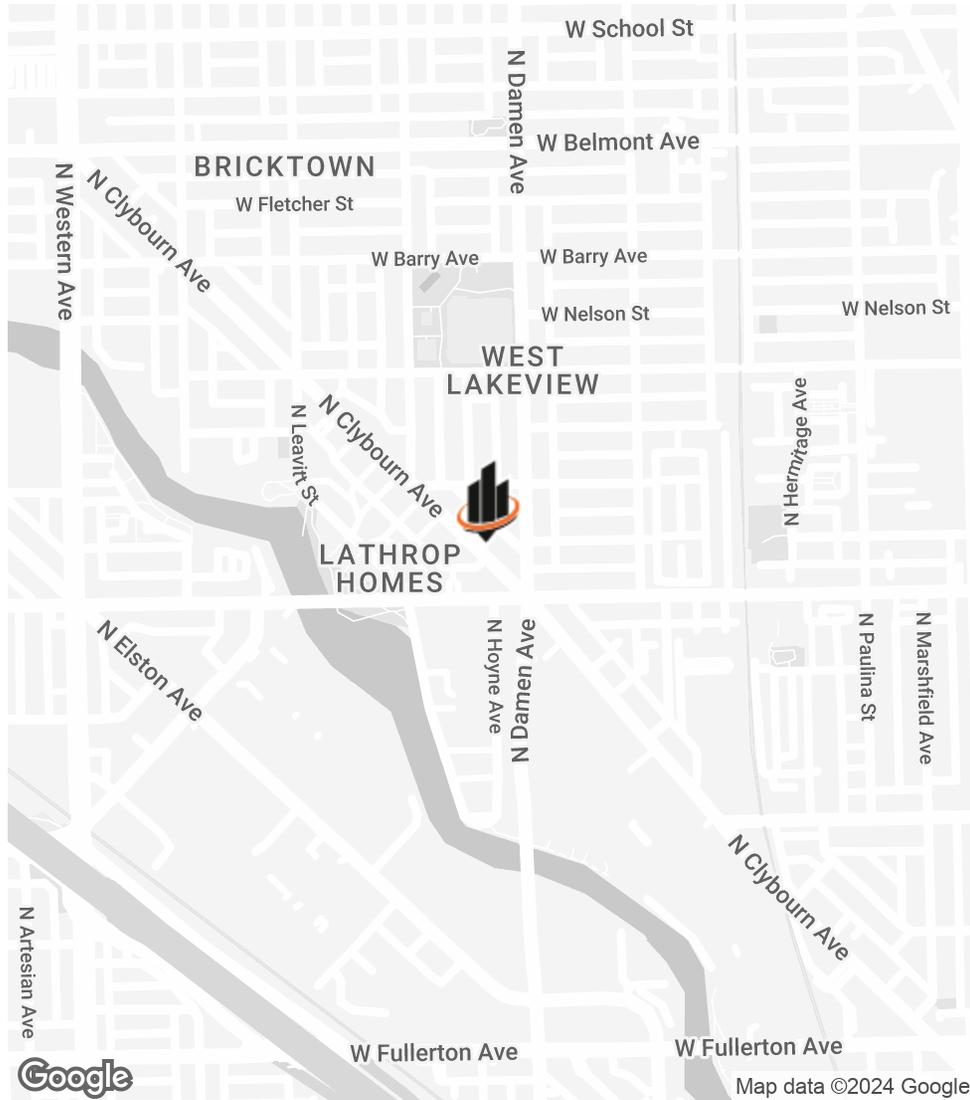 W School St
N Damen Ave
W Belmont Ave
BRICKTOWN
N Western Ave
N Clybourn Ave
W Fletcher St
W Barry Ave
W Barry Ave
W Nelson St
W Nelson St
WEST
LAKEVIEW
N Hermitage Ave
N Leavitt St
N Clybourn Ave
LATHROP
HOMES
N Elston Ave
N Hoyne Ave
N Damen Ave
N Paulina St
N Marshfield Ave
N Clybourn Ave
N Artesian Ave
W Fullerton Ave
W Fullerton Ave
Google
Map data ©2024 Google